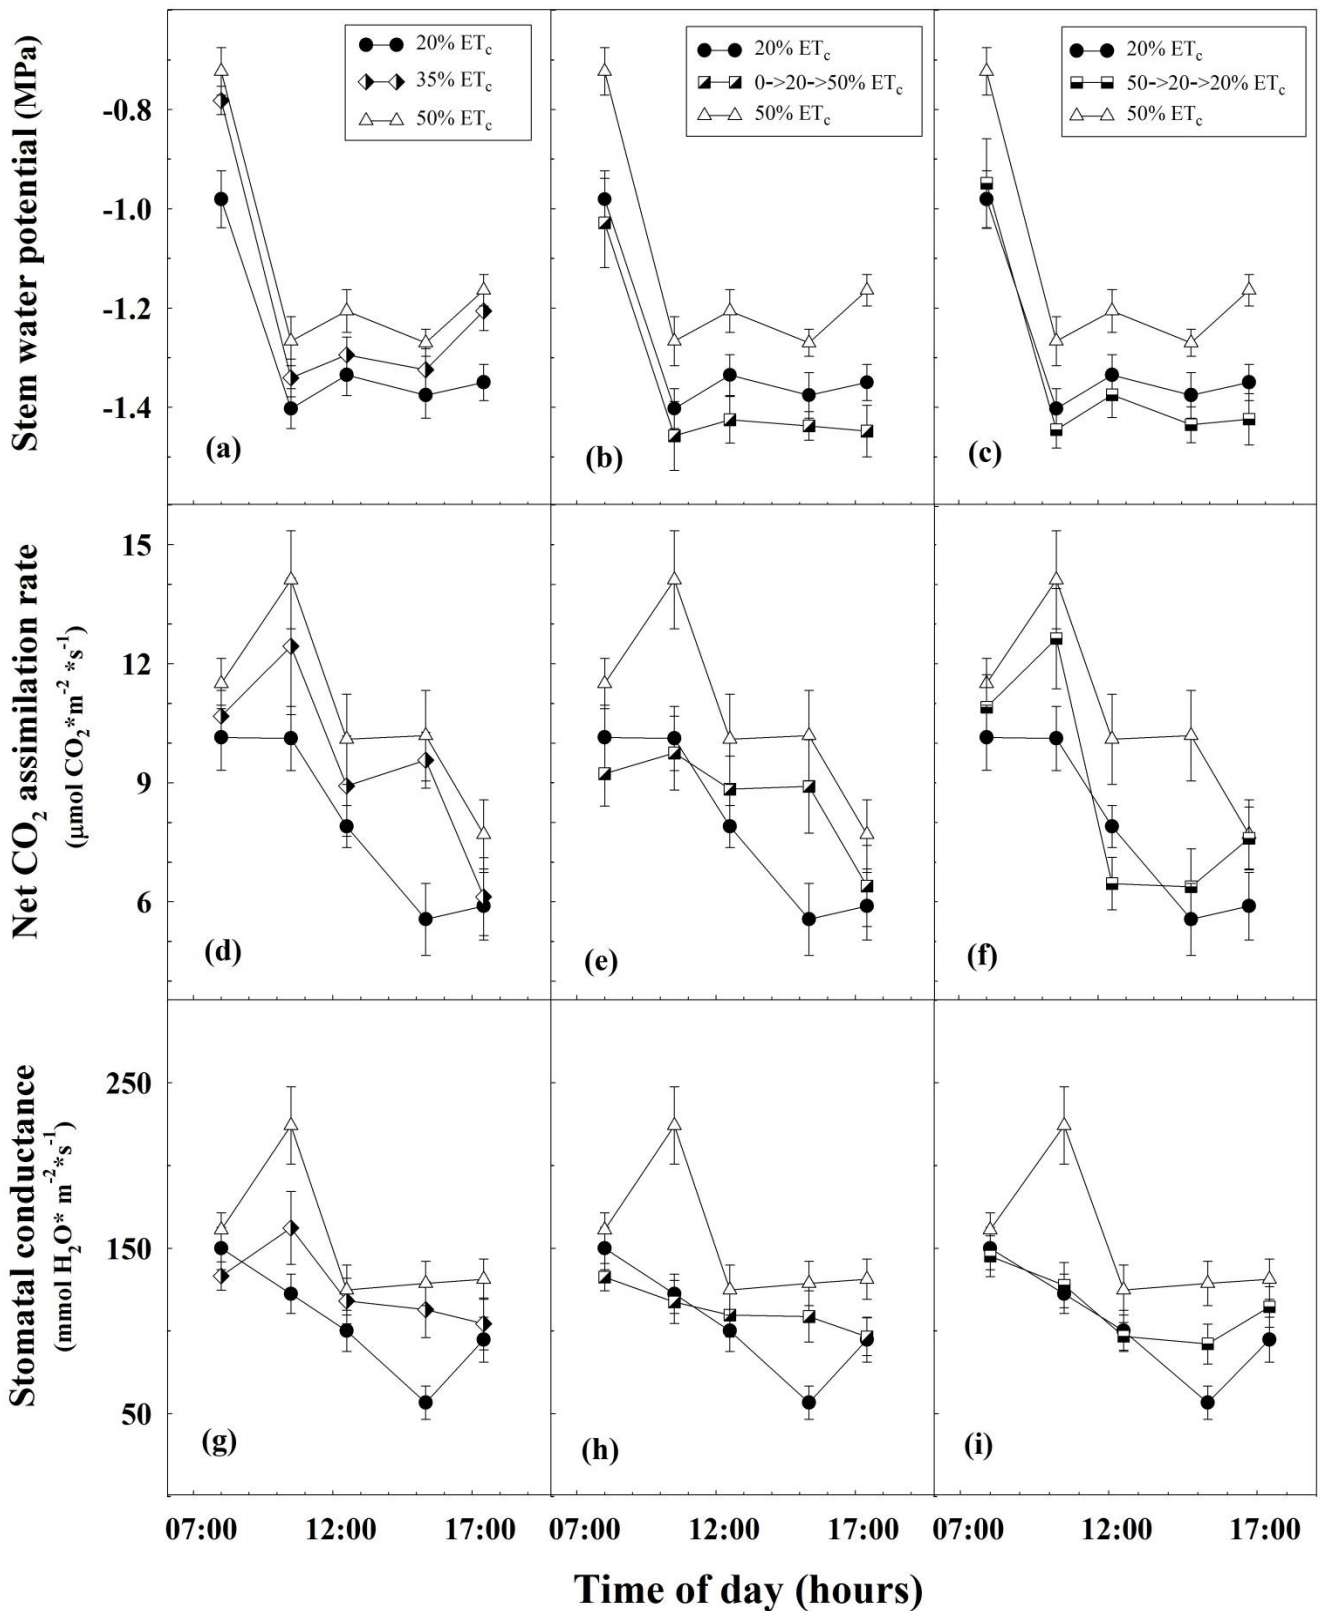 20% ETc
35% ETc
50% ETc
20% ETc
0->20->50% ETc
50% ETc
20% ETc
50->20->20% ETc
50% ETc
Stem water potential (MPa)
-0.8
-1.0
-1.2
-1.4
(a)
(b)
(c)
Net CO2 assimilation rate
(μmol CO2*m-2 *s-1)
15
12
9
6
(d)
(e)
(f)
Stomatal conductance
(mmol H2O* m-2*s-1)
250
150
50
(g)
(h)
(i)
07:00 12:00 17:00 07:00 12:00 17:00 07:00 12:00 17:00
Time of day (hours)